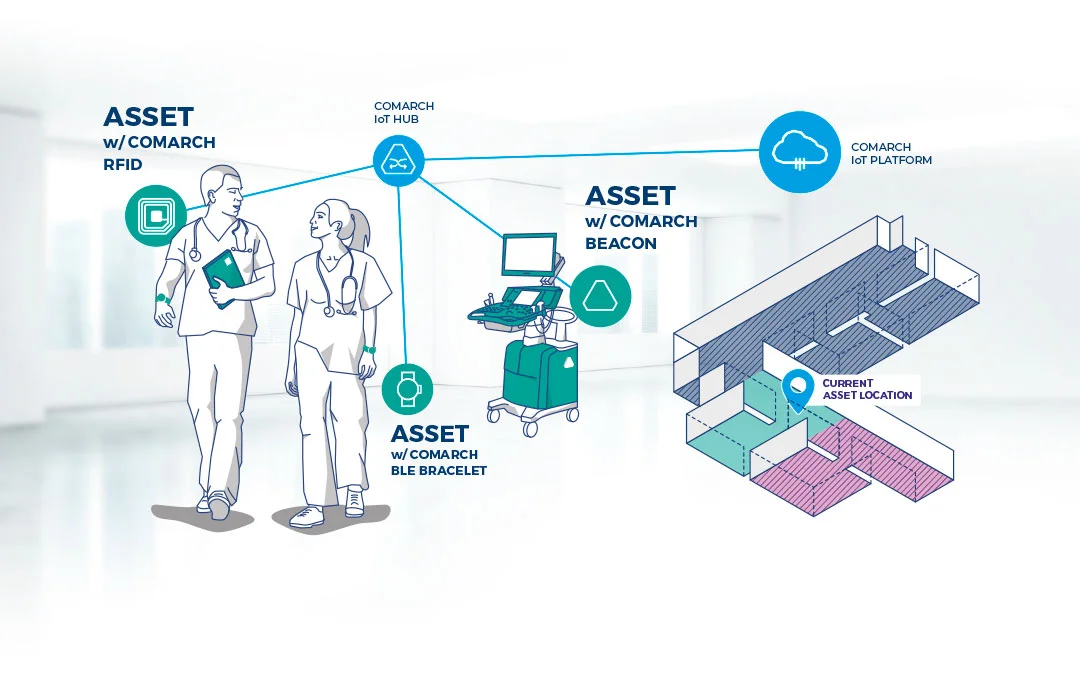 ASSET
w/ COMARCH
RFID
COMARCH
IoT HUB
COMARCH
IoT PLATFORM
ASSET
w/ COMARCH
BEACON
CURRENT
ASSET LOCATION
ASSET
w/ COMARCH
BLE BRACELET